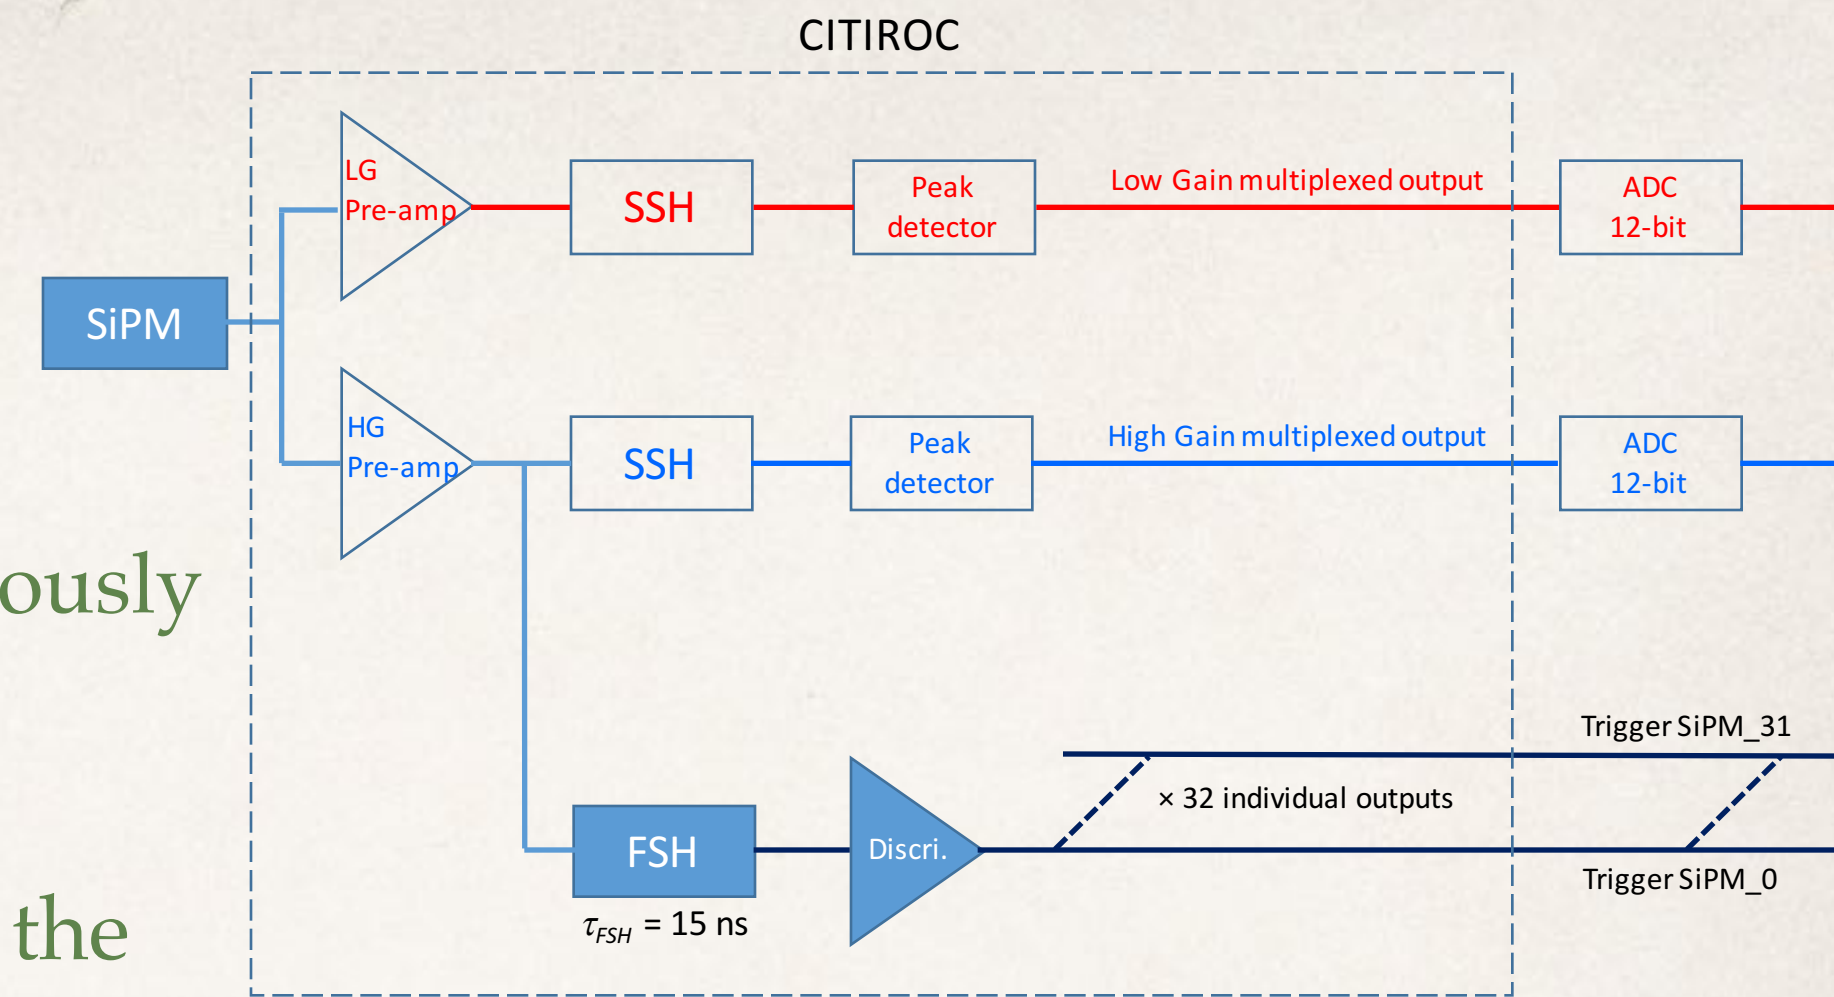 CITIROC
LG
Pre-amp
SSH
Peak
detector
Low Gain multiplexed output
ADC
12-bit
SiPM
HG
Pre-amp
SSH
Peak
detector
High Gain multiplexed output
ADC
12-bit
ously
Trigger SiPM_31
× 32 individual outputs
FSH
Discri.
Trigger SiPM_0
τFSH = 15 ns
the